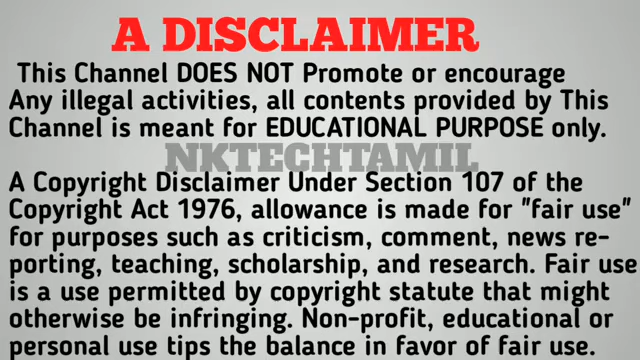 A DISCLAIMER
This Channel DOES NOT Promote or encourage
Any illegal activities, all contents provided by This
Channel is meant for EDUCATIONAL PURPOSE only.
NKTECHTAMIL
A Copyright Disclaimer Under Section 107 of the
Copyright Act 1976, allowance is made for "fair use"
for purposes such as criticism, comment, news re-
porting, teaching, scholarship, and research. Fair use
is a use permitted by copyright statute that might
otherwise be infringing. Non-profit, educational or
personal use tips the balance in favor of fair use.